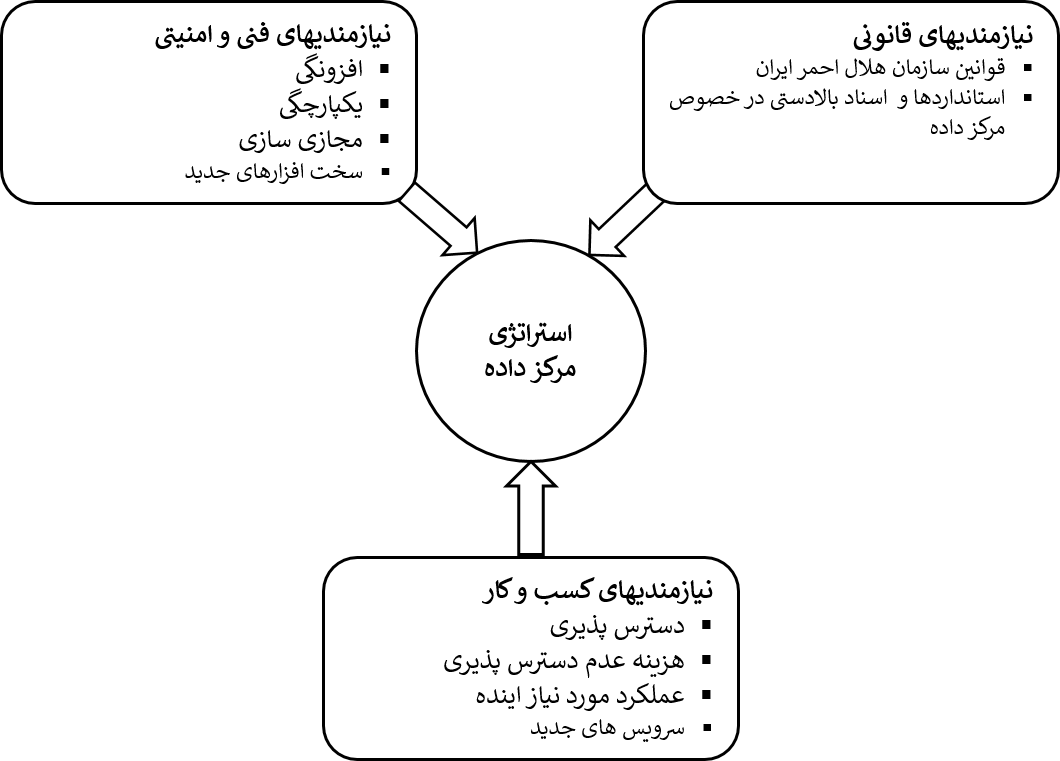 نیازمندیهای قانونی
▪ قوانین سازمان هلال احمر ایران
▪ استانداردها و اسناد بالادستی در خصوص
مرکز داده
نیازمندیهای فنی و امنیتی
▪ افزونگی
▪ یکپارچگی
▪ مجازی سازی
▪ سخت افزارهای جدید
استراتژی
مرکز داده
نیازمندیهای کسب و کار
▪ دسترس پذیری
▪ هزینه عدم دسترس پذیری
▪ عملکرد مورد نیاز اینده
▪ سرویس های جدید